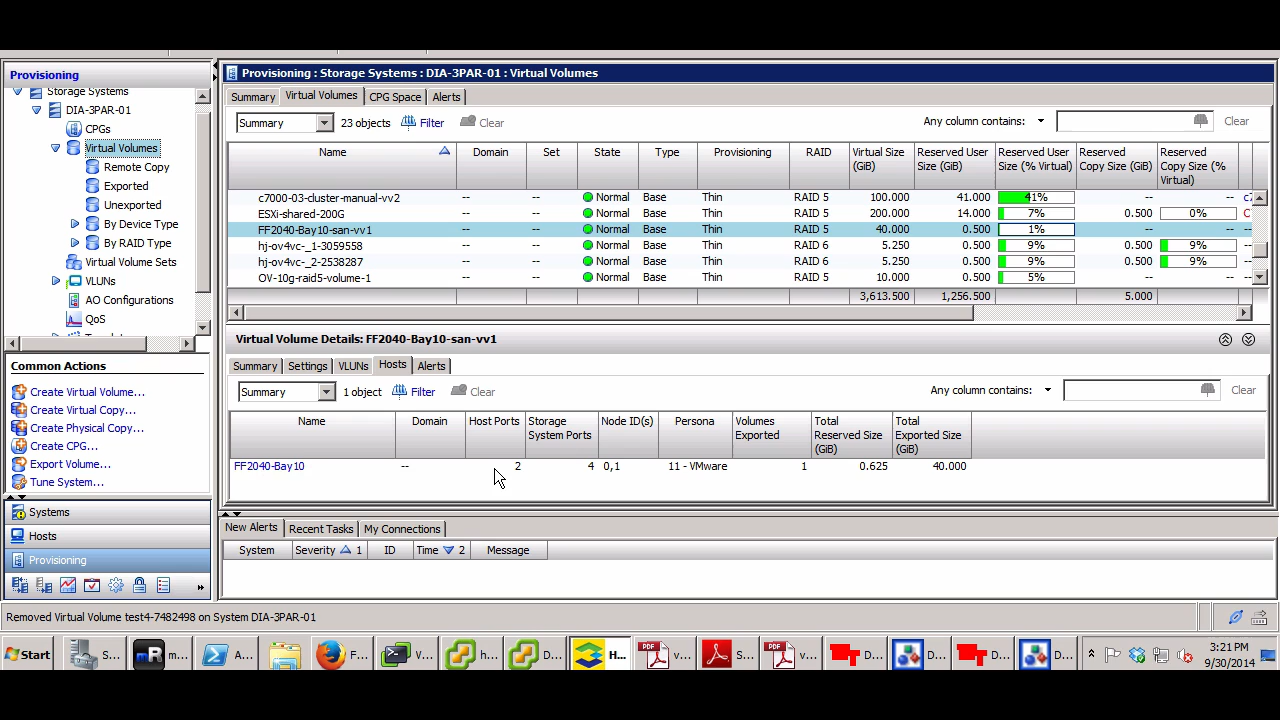 Provisioning
Storage Systems
DIA-3PAR-01
CPGs
Virtual Volumes
Remote Copy
Exported
Unexported
By Device Type
By RAID Type
Virtual Volume Sets
VLUNs
AO Configurations
QoS
Common Actions
Create Virtual Volume...
Create Virtual Copy...
Create Physical Copy...
Create CPG...
Export Volume...
Tune System...
Systems
Hosts
Provisioning
Provisioning : Storage Systems : DIA-3PAR-01 : Virtual Volumes
Summary Virtual Volumes CPG Space Alerts
Summary 23 objects Filter Clear Any column contains: Clear
Name Domain Set State Type Provisioning RAID Virtual Size (GiB) Reserved User Size (GiB) Reserved User Size (% Virtual) Reserved Copy Size (GiB) Reserved Copy Size (% Virtual)
c7000-03-cluster-manual-vv2 -- -- Normal Base Thin RAID 5 100.000 41.000 41% -- --
ESXi-shared-200G -- -- Normal Base Thin RAID 5 200.000 14.000 7% 0.500 0%
FF2040-Bay10-san-vv1 -- -- Normal Base Thin RAID 5 40.000 0.500 1% -- -- --
hj-ov4vc-_1-3059558 -- -- Normal Base Thin RAID 6 5.250 0.500 9% 0.500 9% --
hj-ov4vc-_2-2538287 -- -- Normal Base Thin RAID 6 5.250 0.500 9% 0.500 9% --
OV-10g-raid5-volume-1 -- -- Normal Base Thin RAID 5 10.000 0.500 5% -- -- --
3,613.500 1,256.500 5.000
Virtual Volume Details: FF2040-Bay10-san-vv1
Summary Settings VLUNs Hosts Alerts
Summary 1 object Filter Clear Any column contains: Clear
Name Domain Host Ports Storage System Ports Node ID(s) Persona Volumes Exported Total Reserved Size (GiB) Total Exported Size (GiB)
FF2040-Bay10 -- 2 4 0,1 11 - VMware 1 0.625 40.000
New Alerts Recent Tasks My Connections
System Severity 1 ID Time 2 Message
Removed Virtual Volume test4-7482498 on System DIA-3PAR-01
Start S... m... A... F... V... h... D... H... v... S... v... D... D... D... D... 3:21 PM
9/30/2014